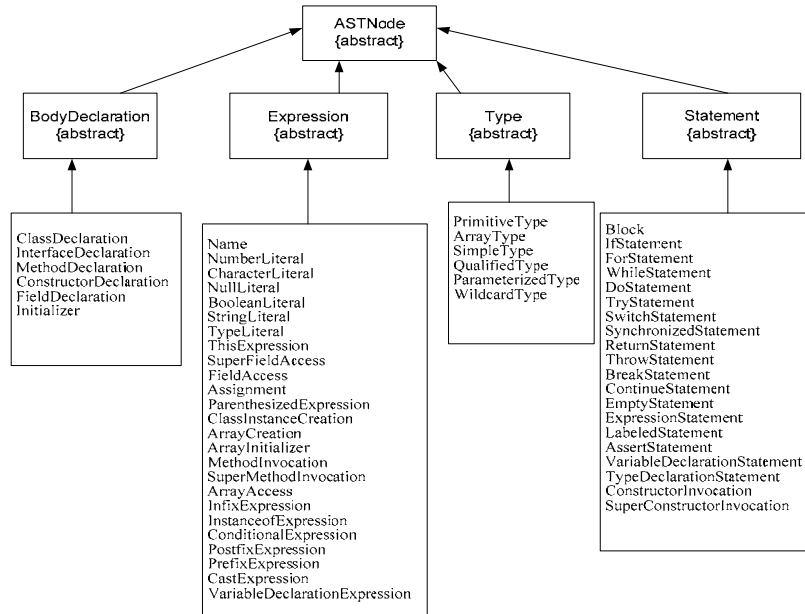 ASTNode
{abstract}
BodyDeclaration
{abstract}
Expression
{abstract}
Type
{abstract}
Statement
{abstract}
ClassDeclaration
InterfaceDeclaration
MethodDeclaration
ConstructorDeclaration
FieldDeclaration
Initializer
Name
NumberLiteral
CharacterLiteral
NullLiteral
BooleanLiteral
StringLiteral
TypeLiteral
ThisExpression
SuperFieldAccess
FieldAccess
Assignment
ParenthesizedExpression
ClassInstanceCreation
ArrayCreation
ArrayInitializer
MethodInvocation
SuperMethodInvocation
ArrayAccess
InfixExpression
InstanceofExpression
ConditionalExpression
PostfixExpression
PrefixExpression
CastExpression
VariableDeclarationExpression
PrimitiveType
ArrayType
SimpleType
QualifiedType
ParameterizedType
WildcardType
Block
IfStatement
ForStatement
WhileStatement
DoStatement
TryStatement
SwitchStatement
SynchronizedStatement
ReturnStatement
ThrowStatement
BreakStatement
ContinueStatement
EmptyStatement
ExpressionStatement
LabeledStatement
AssertStatement
VariableDeclarationStatement
TypeDeclarationStatement
ConstructorInvocation
SuperConstructorInvocation